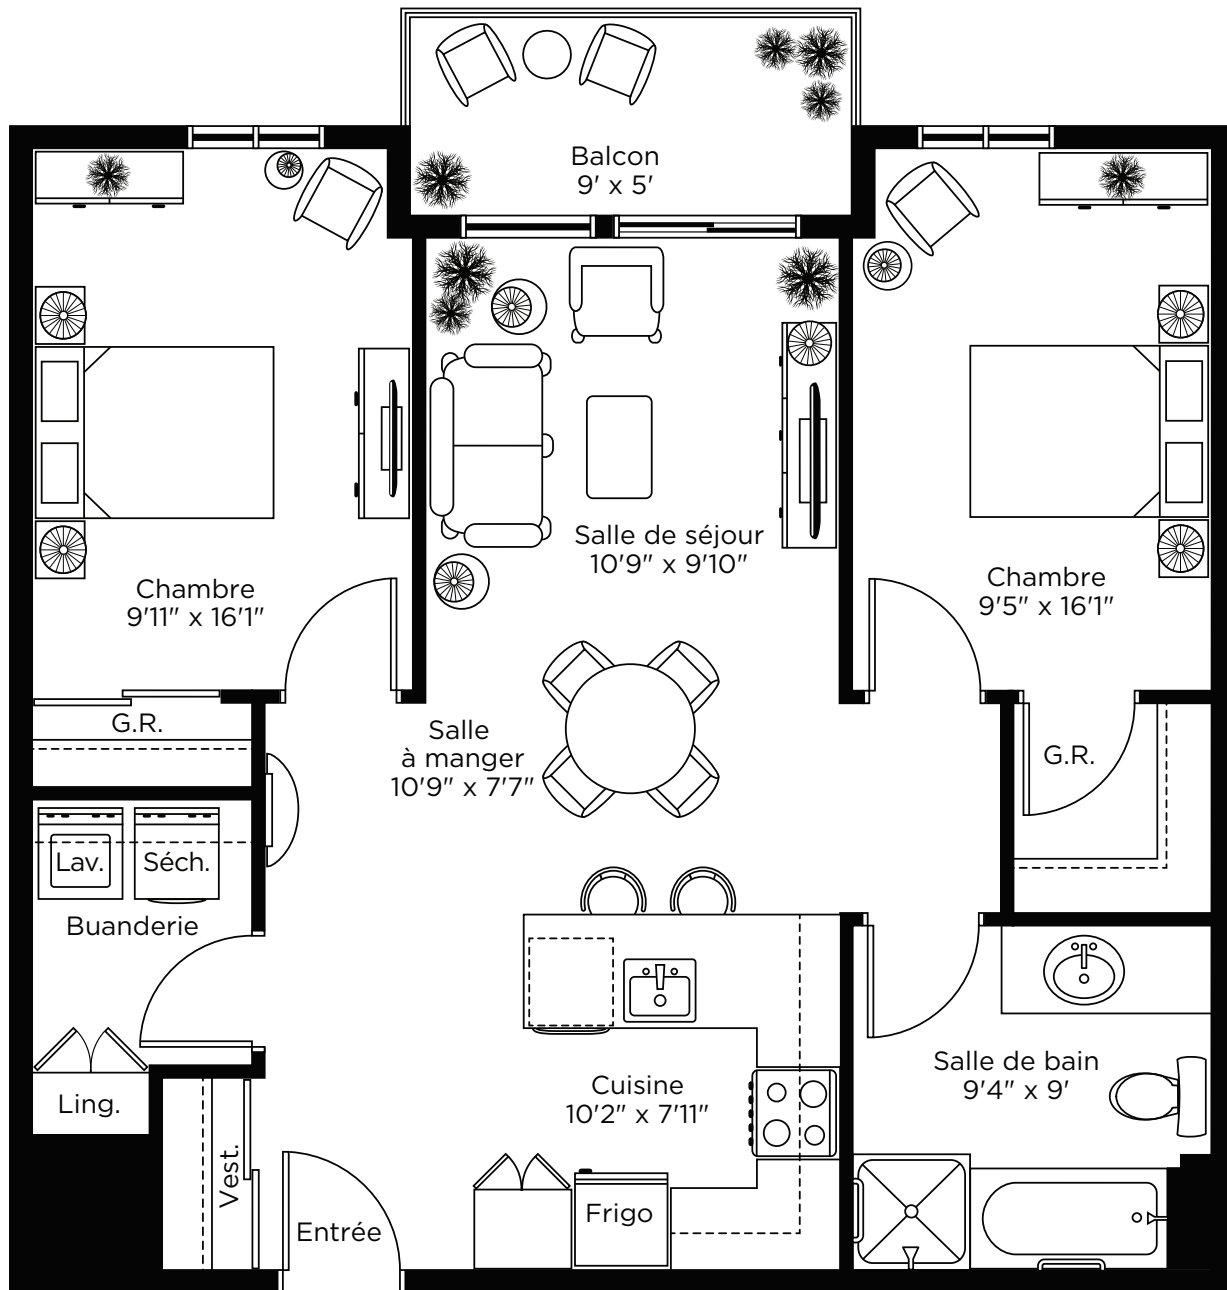 Balcon
9' x 5'
Salle de séjour
10'9" x 9'10"
Chambre
9'11" x 16'1"
Chambre
9'5" x 16'1"
G.R.
Salle
à manger
10'9" x 7'7"
G.R.
Lav.
Séch.
Buanderie
Ling.
Cuisine
10'2" x 7'11"
Salle de bain
9'4" x 9'
Vest.
Entrée
Frigo